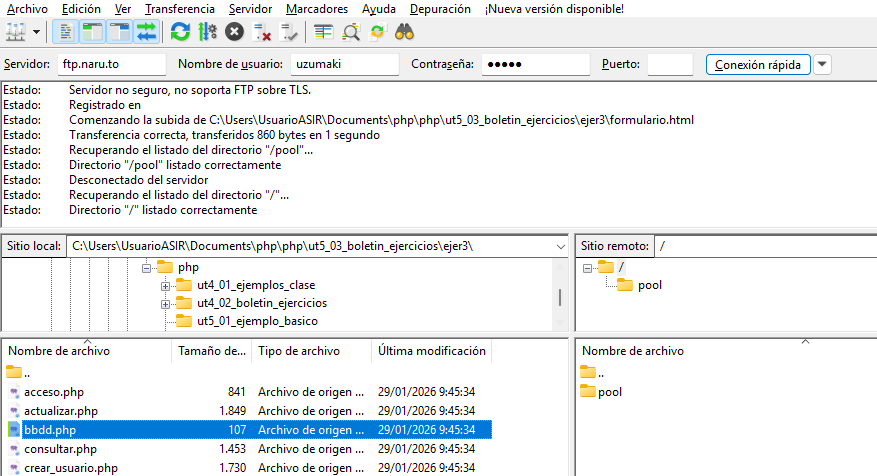 Archivo Edición Ver Transferencia Servidor Marcadores Ayuda Depuración ¡Nueva versión disponible!
Servidor: ftp.naru.to Nombre de usuario: uzumaki Contraseña: ●●●●● Puerto: Conexión rápida
Estado: Servidor no seguro, no soporta FTP sobre TLS.
Estado: Registrado en
Estado: Comenzando la subida de C:\Users\UsuarioASIR\Documents\php\php\ut5_03_boletin_ejercicios\ejer3\formulario.html
Estado: Transferencia correcta, transferidos 860 bytes en 1 segundo
Estado: Recuperando el listado del directorio "/pool"...
Estado: Directorio "/pool" listado correctamente
Estado: Desconectado del servidor
Estado: Recuperando el listado del directorio "/"...
Estado: Directorio "/" listado correctamente
Sitio local: C:\Users\UsuarioASIR\Documents\php\php\ut5_03_boletin_ejercicios\ejer3\
php
ut4_01_ejemplos_clase
ut4_02_boletin_ejercicios
ut5_01_ejemplo_basico
Sitio remoto: /
/
pool
Nombre de archivo Tamaño de... Tipo de archivo Última modificación
..
acceso.php 841 Archivo de origen ... 29/01/2026 9:45:34
actualizar.php 1.849 Archivo de origen ... 29/01/2026 9:45:34
bbdd.php 107 Archivo de origen ... 29/01/2026 9:45:34
consultar.php 1.453 Archivo de origen ... 29/01/2026 9:45:34
crear_usuario.php 1.730 Archivo de origen ... 29/01/2026 9:45:34
Nombre de archivo
..
pool